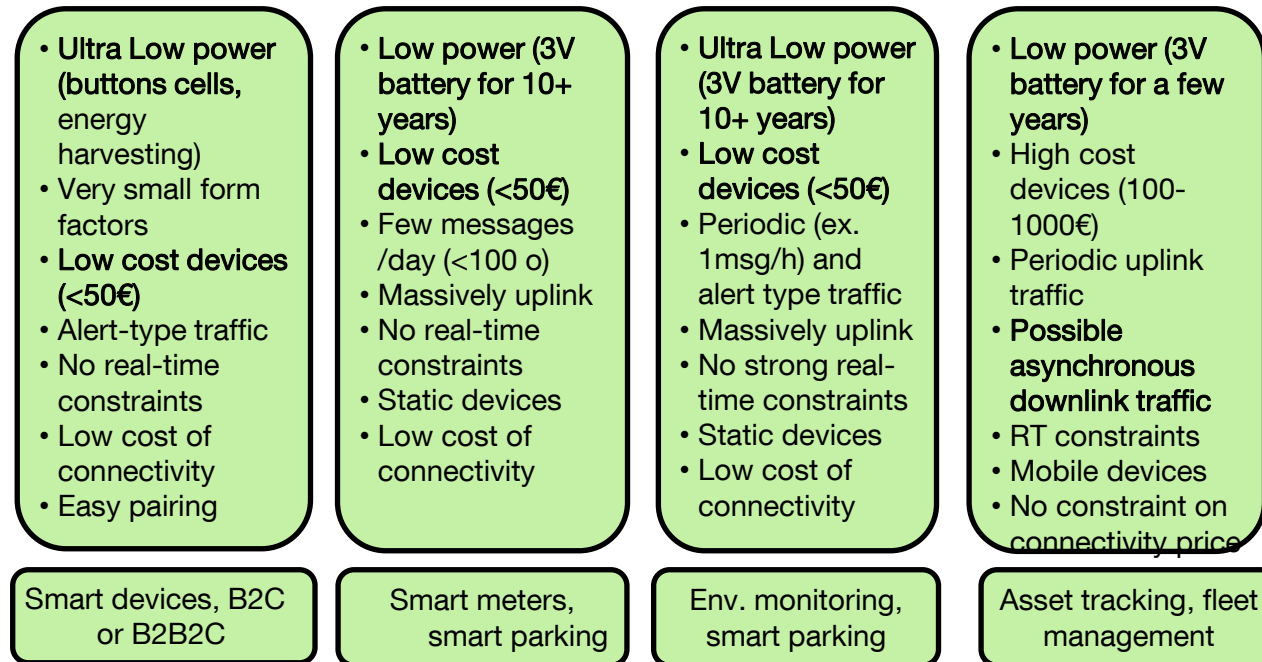 • Ultra Low power
(buttons cells,
energy
harvesting)
• Very small form
factors
• Low cost devices
(<50€)
• Alert-type traffic
• No real-time
constraints
• Low cost of
connectivity
• Easy pairing
• Low power (3V
battery for 10+
years)
• Low cost
devices (<50€)
• Few messages
/day (<100 o)
• Massively uplink
• No real-time
constraints
• Static devices
• Low cost of
connectivity
• Ultra Low power
(3V battery for
10+ years)
• Low cost
devices (<50€)
• Periodic (ex.
1msg/h) and
alert type traffic
• Massively uplink
• No strong real-
time constraints
• Static devices
• Low cost of
connectivity
• Low power (3V
battery for a few
years)
• High cost
devices (100-
1000€)
• Periodic uplink
traffic
• Possible
asynchronous
downlink traffic
• RT constraints
• Mobile devices
• No constraint on
connectivity price
Smart devices, B2C
or B2B2C
Smart meters,
smart parking
Env. monitoring,
smart parking
Asset tracking, fleet
management